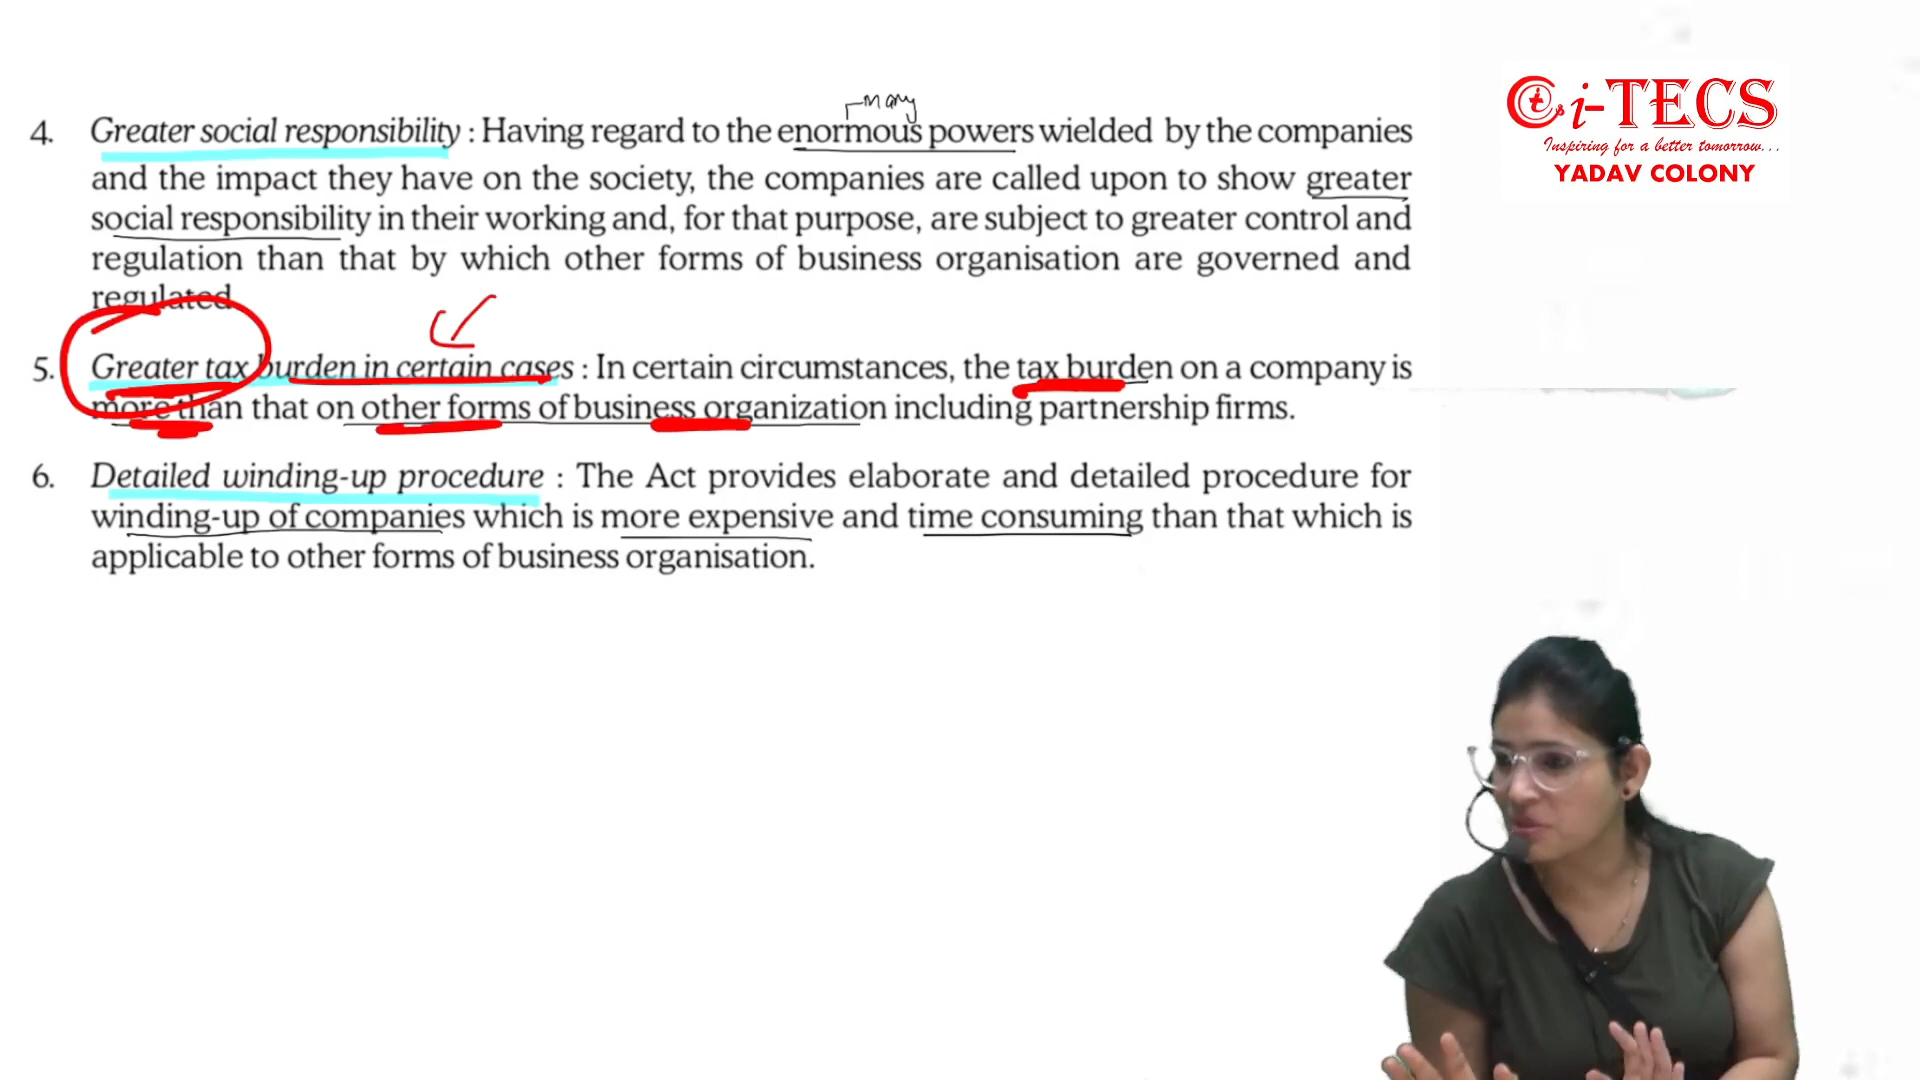 many
4. Greater social responsibility : Having regard to the enormous powers wielded by the companies
and the impact they have on the society, the companies are called upon to show greater
social responsibility in their working and, for that purpose, are subject to greater control and
regulation than that by which other forms of business organisation are governed and
regulated.
5. Greater tax burden in certain cases : In certain circumstances, the tax burden on a company is
more than that on other forms of business organization including partnership firms.
6. Detailed winding-up procedure : The Act provides elaborate and detailed procedure for
winding-up of companies which is more expensive and time consuming than that which is
applicable to other forms of business organisation.
i-TECS
Inspiring for a better tomorrow...
YADAV COLONY